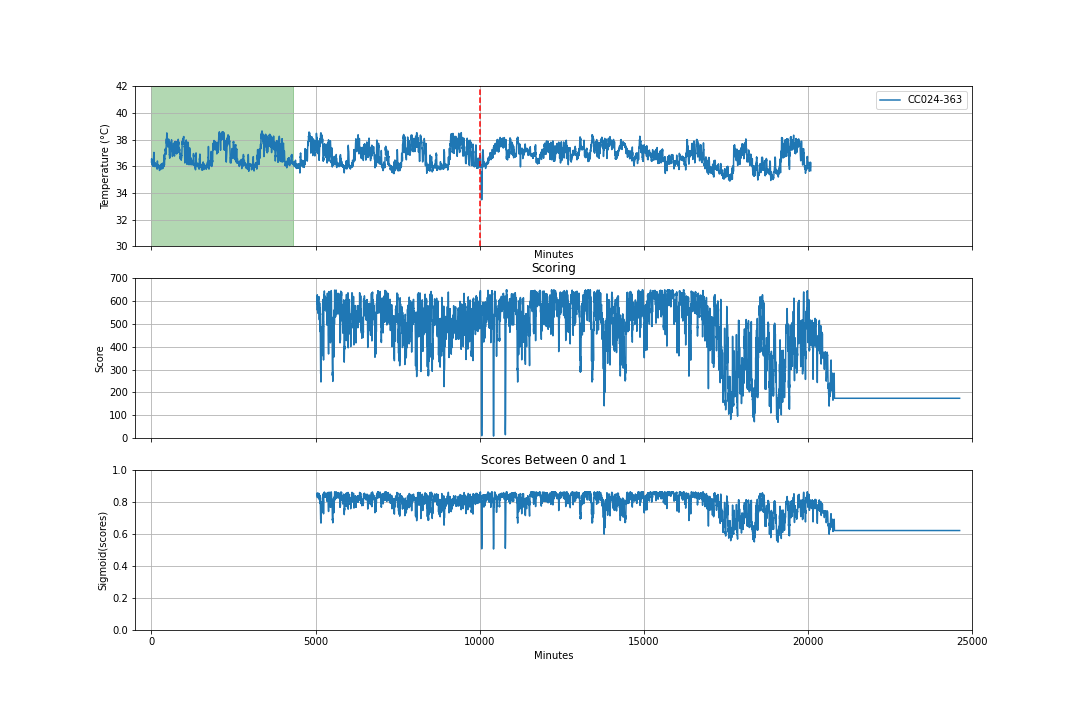 42
40
38
36
34
32
30
Temperature (°C)
CC024-363
Minutes
Scoring
700
600
500
400
300
200
100
0
Score
Scores Between 0 and 1
1.0
0.8
0.6
0.4
0.2
0.0
Sigmoid(scores)
0 5000 10000 15000 20000 25000
Minutes